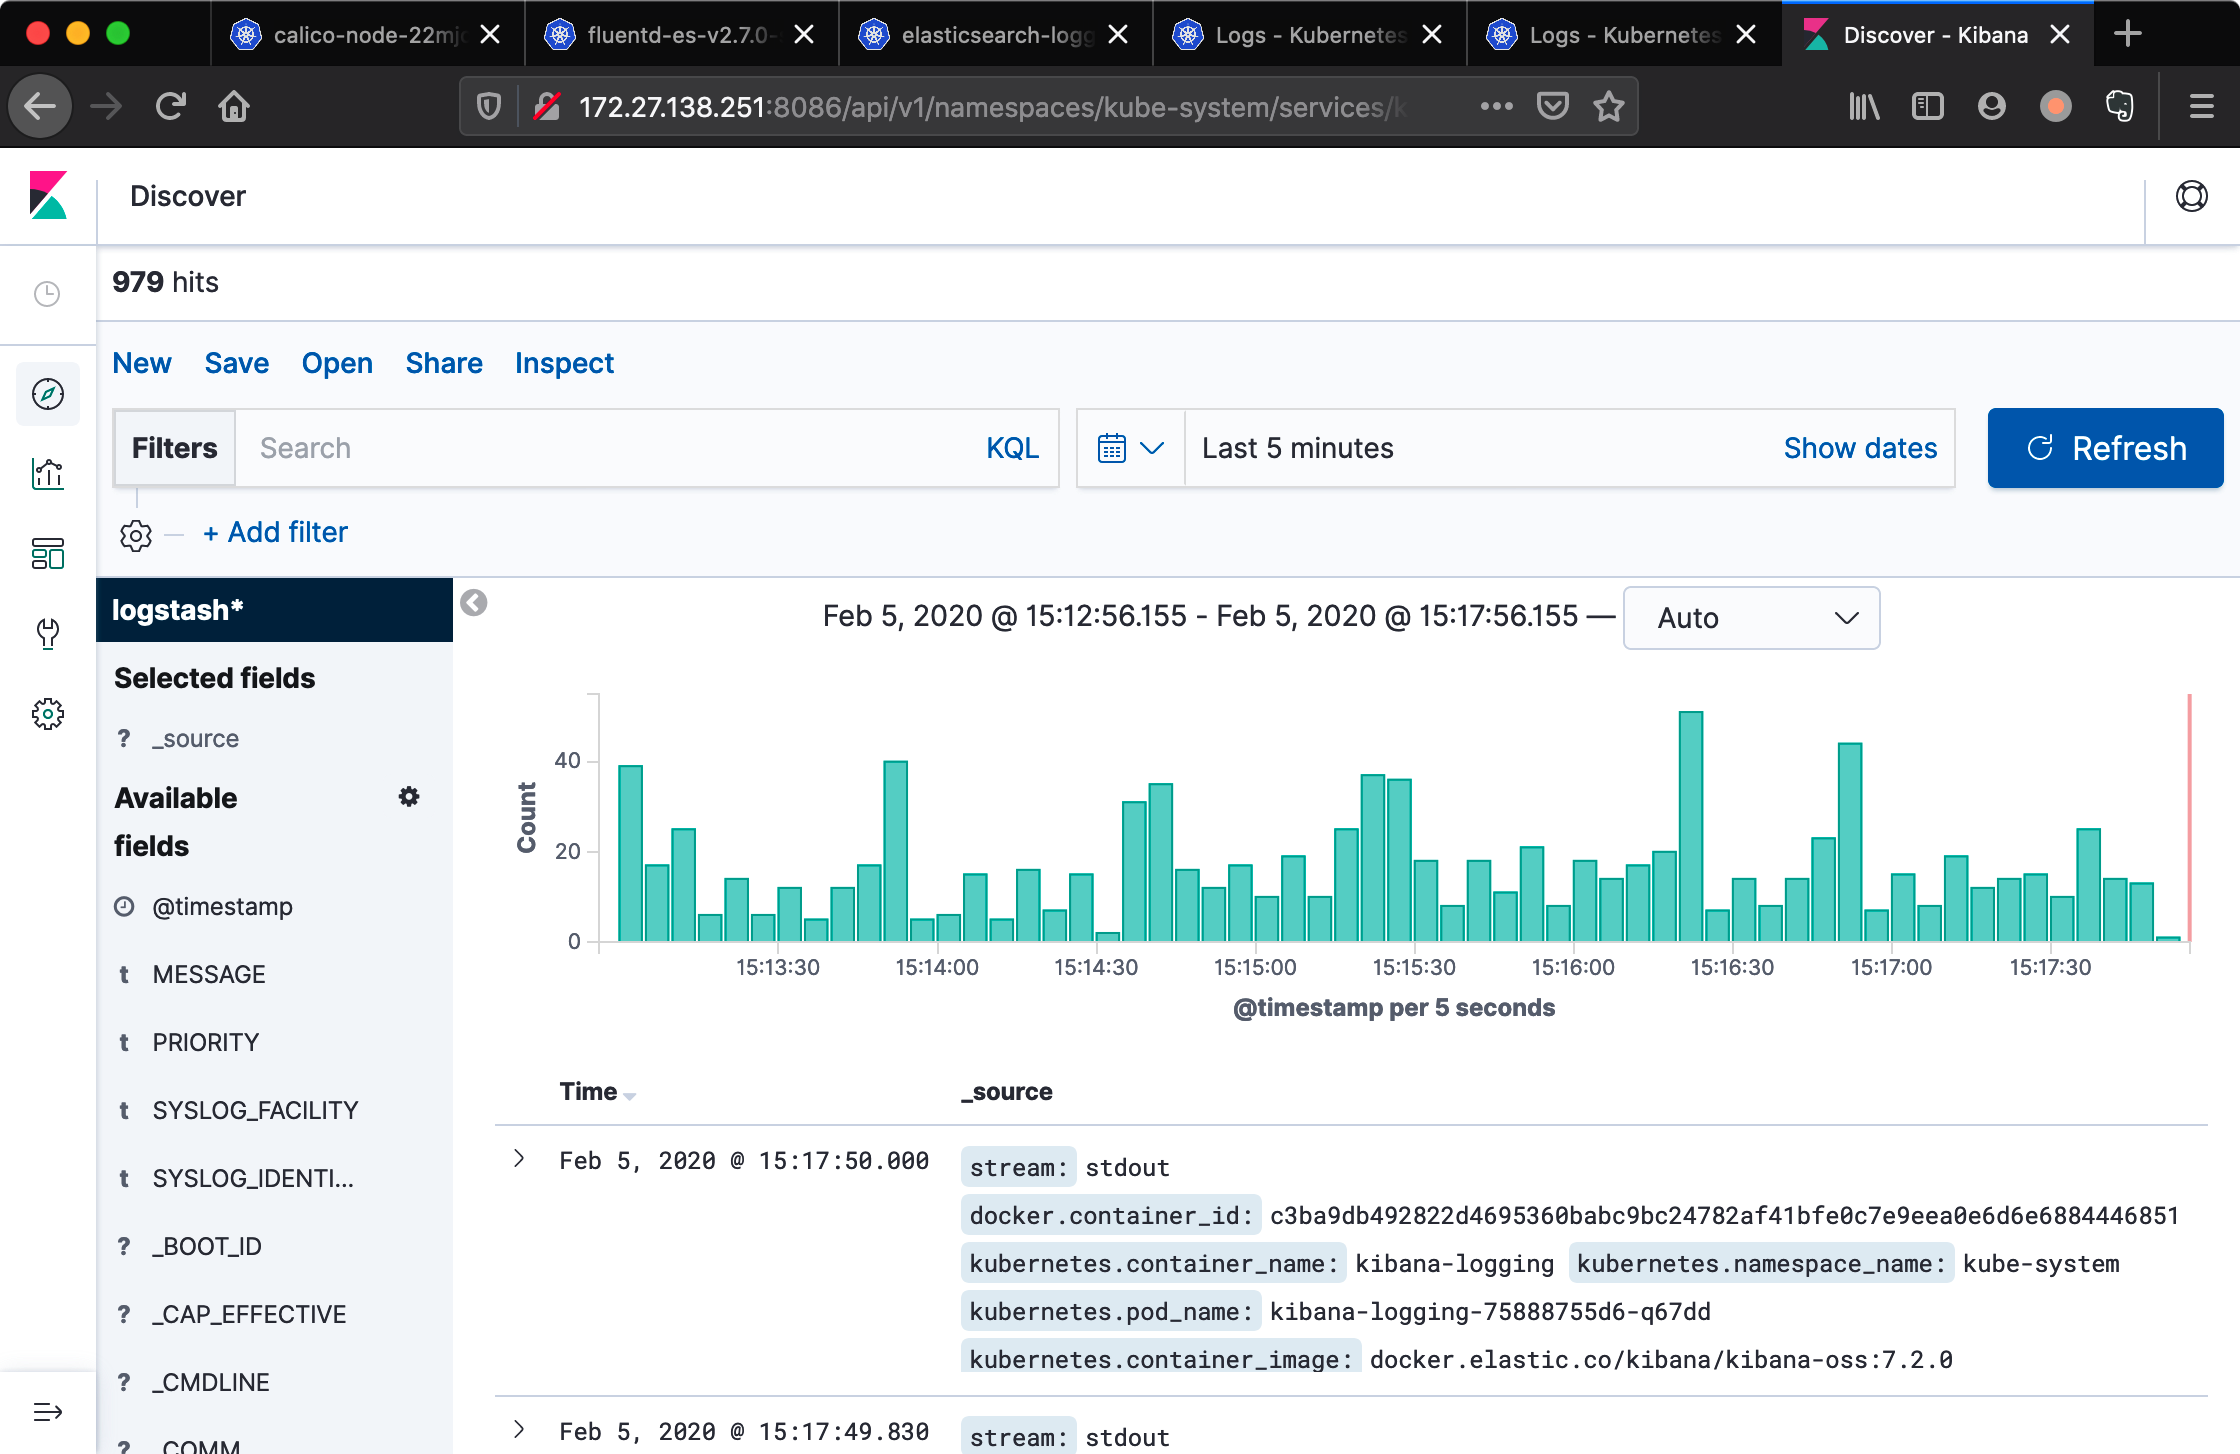 calico-node-22mjc
fluentd-es-v2.7.0-
elasticsearch-logg
Logs - Kubernetes
Logs - Kubernetes
Discover - Kibana
172.27.138.251:8086/api/v1/namespaces/kube-system/services/k
Discover
979 hits
New Save Open Share Inspect
Filters Search KQL
Last 5 minutes Show dates
Refresh
+ Add filter
logstash*
Selected fields
? _source
Available
fields
@timestamp
t MESSAGE
t PRIORITY
t SYSLOG_FACILITY
t SYSLOG_IDENTI...
? _BOOT_ID
? _CAP_EFFECTIVE
? _CMDLINE
? _COMM
Feb 5, 2020 @ 15:12:56.155 - Feb 5, 2020 @ 15:17:56.155 — Auto
Count
40
20
0
15:13:30 15:14:00 15:14:30 15:15:00 15:15:30 15:16:00 15:16:30 15:17:00 15:17:30
@timestamp per 5 seconds
Time _source
Feb 5, 2020 @ 15:17:50.000 stream: stdout
docker.container_id: c3ba9db492822d4695360babc9bc24782af41bfe0c7e9eea0e6d6e6884446851
kubernetes.container_name: kibana-logging kubernetes.namespace_name: kube-system
kubernetes.pod_name: kibana-logging-75888755d6-q67dd
kubernetes.container_image: docker.elastic.co/kibana/kibana-oss:7.2.0
Feb 5, 2020 @ 15:17:49.830 stream: stdout